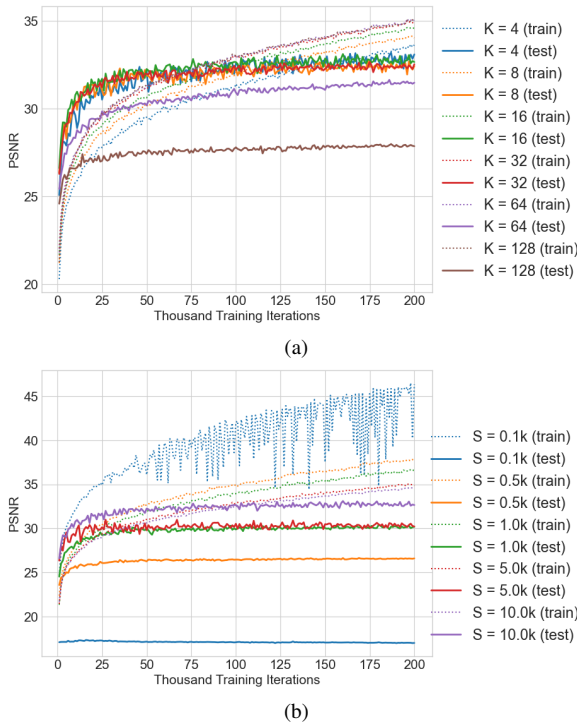 35
30
25
20
PSNR
0 25 50 75 100 125 150 175 200
Thousand Training Iterations
K = 4 (train)
K = 4 (test)
K = 8 (train)
K = 8 (test)
K = 16 (train)
K = 16 (test)
K = 32 (train)
K = 32 (test)
K = 64 (train)
K = 64 (test)
K = 128 (train)
K = 128 (test)
(a)
45
40
35
30
25
20
PSNR
0 25 50 75 100 125 150 175 200
Thousand Training Iterations
S = 0.1k (train)
S = 0.1k (test)
S = 0.5k (train)
S = 0.5k (test)
S = 1.0k (train)
S = 1.0k (test)
S = 5.0k (train)
S = 5.0k (test)
S = 10.0k (train)
S = 10.0k (test)
(b)